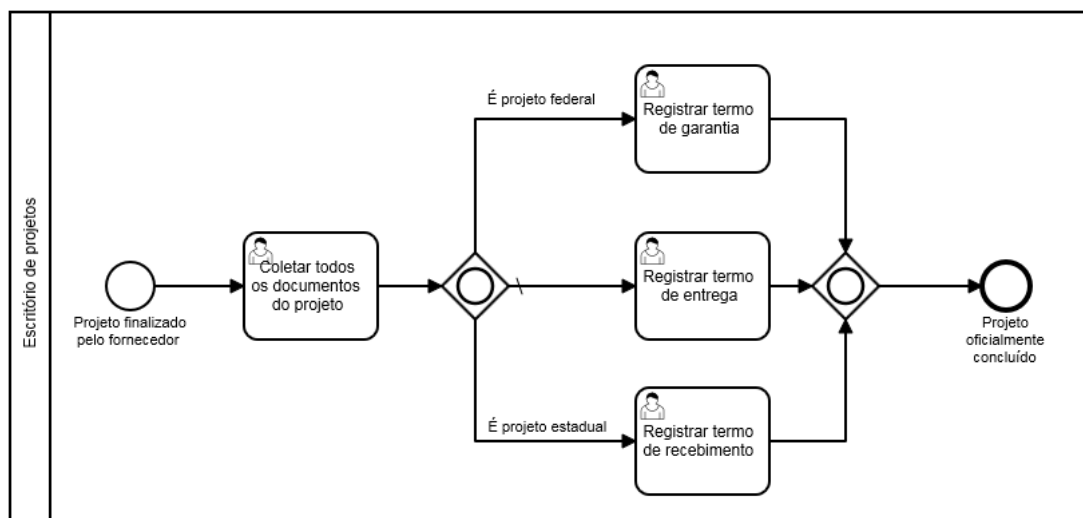 Escritório de projetos
Projeto finalizado
pelo fornecedor
Coletar todos
os documentos
do projeto
É projeto federal
Registrar termo
de garantia
Registrar termo
de entrega
É projeto estadual
Registrar termo
de recebimento
Projeto
oficialmente
concluído